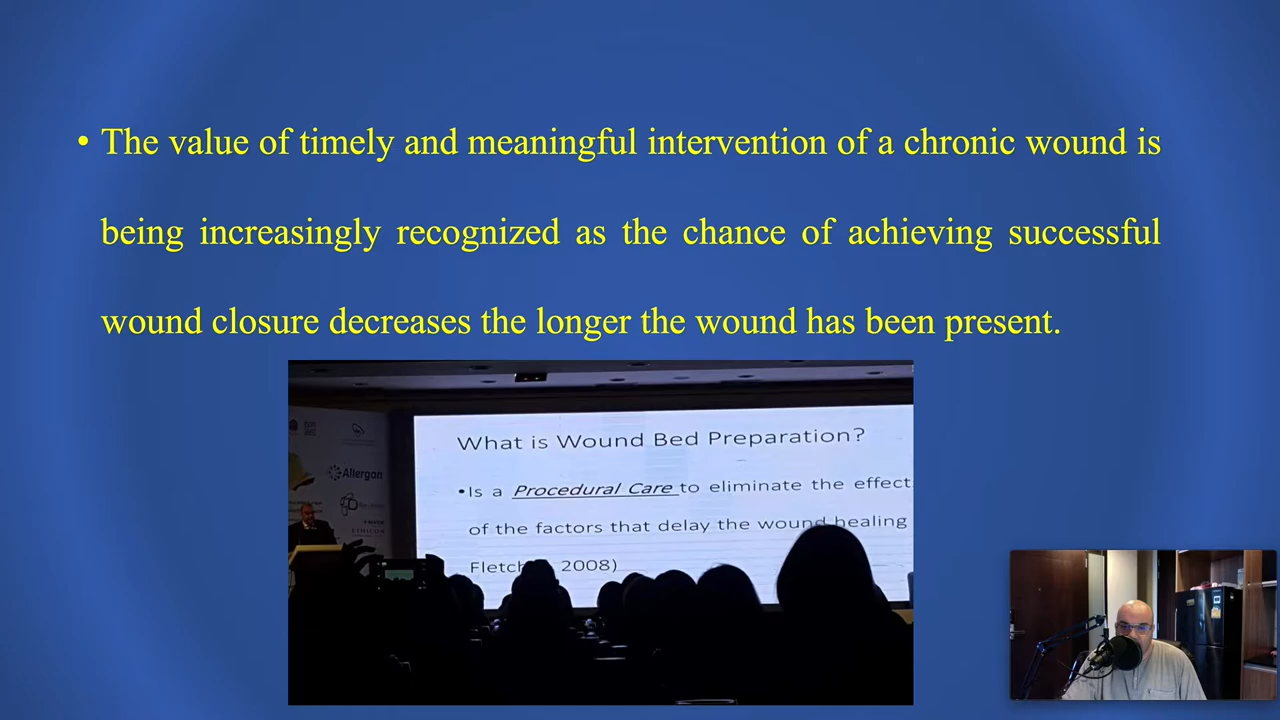 • The value of timely and meaningful intervention of a chronic wound is
being increasingly recognized as the chance of achieving successful
wound closure decreases the longer the wound has been present.
What is Wound Bed Preparation?
•Is a Procedural Care to eliminate the effect
of the factors that delay the wound healing
2008)
Allergan
ETHICON